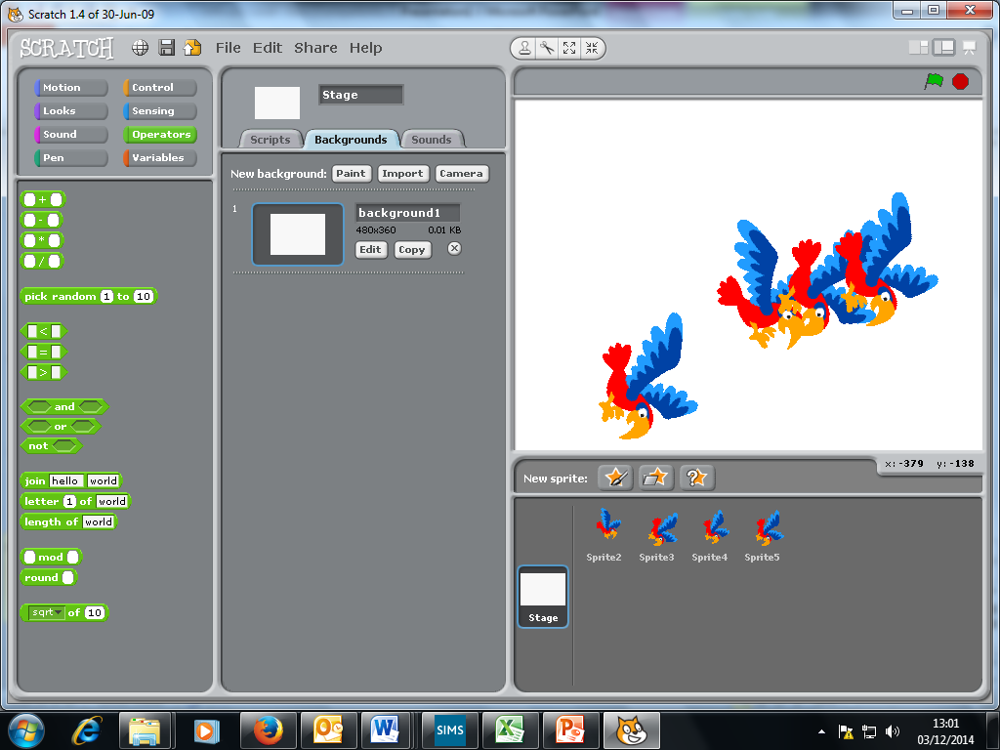 Scratch 1.4 of 30-Jun-09
SCRATCH File Edit Share Help
Motion Control
Looks Sensing
Sound Operators
Pen Variables
+
-
*
/
pick random 1 to 10
<
=
>
and
or
not
join hello world
letter 1 of world
length of world
mod
round
sqrt of 10
Stage
Scripts Backgrounds Sounds
New background: Paint Import Camera
1
background1
480x360 0.01 KB
Edit Copy
x: -379 y: -138
New sprite:
Sprite2 Sprite3 Sprite4 Sprite5
Stage
SIMS
13:01
03/12/2014